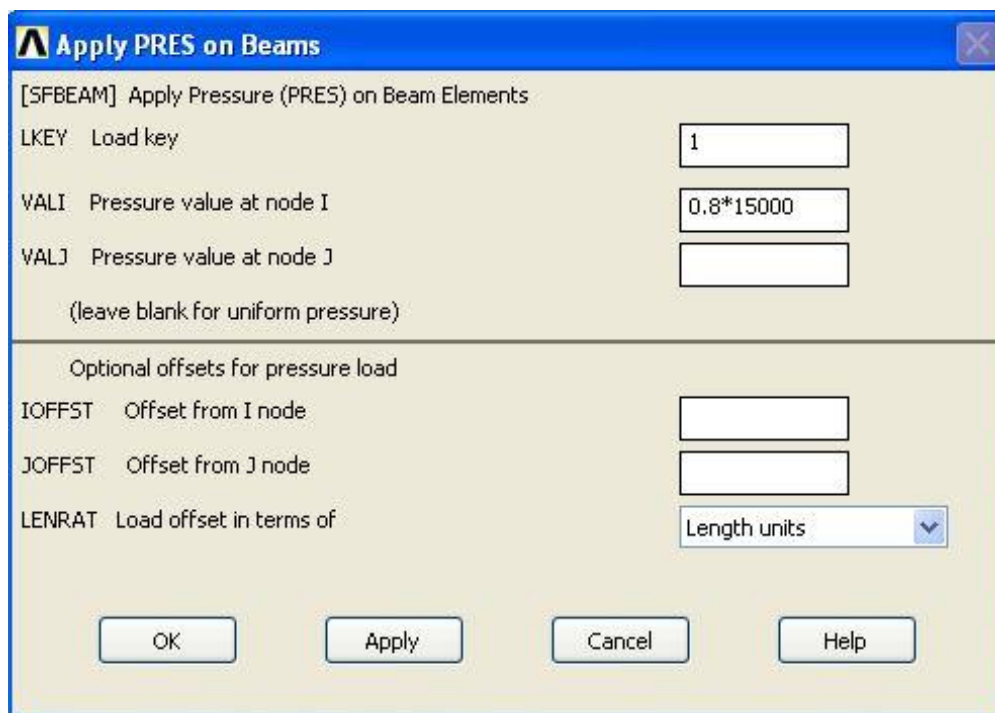 Apply PRES on Beams
[SFBEAM] Apply Pressure (PRES) on Beam Elements
LKEY Load key 1
VALI Pressure value at node I 0.8*15000
VALJ Pressure value at node J
(leave blank for uniform pressure)
Optional offsets for pressure load
IOFFST Offset from I node
JOFFST Offset from J node
LENRAT Load offset in terms of Length units
OK Apply Cancel Help